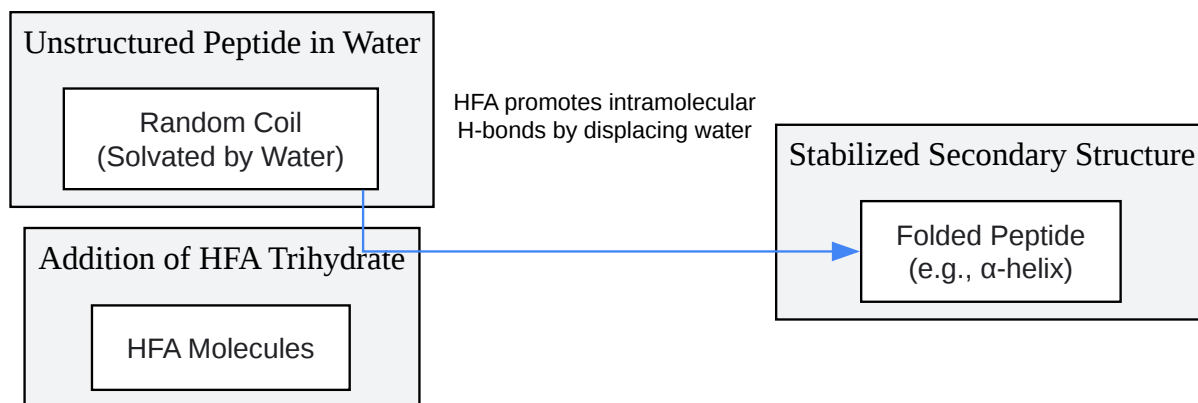 Unstructured Peptide in Water
Random Coil
(Solvated by Water)
HFA promotes intramolecular
H-bonds by displacing water
Stabilized Secondary Structure
Folded Peptide
(e.g., α-helix)
Addition of HFA Trihydrate
HFA Molecules